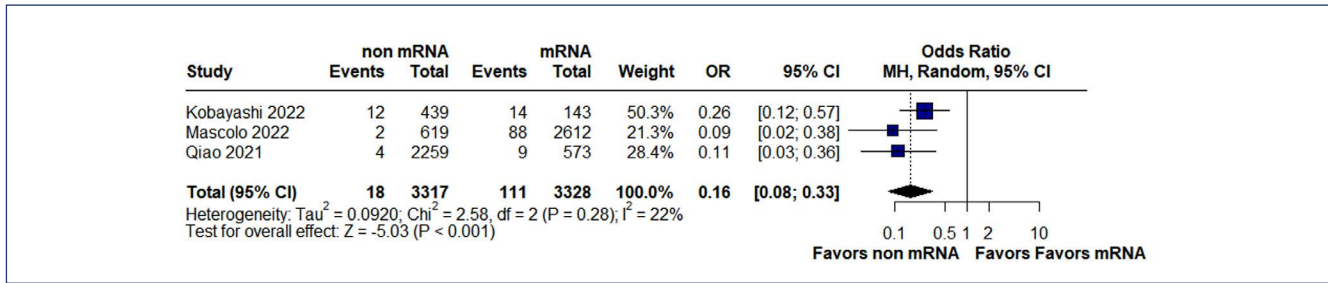 non mRNA mRNA Odds Ratio
Study Events Total Events Total Weight OR 95% CI MH, Random, 95% CI
Kobayashi 2022 12 439 14 143 50.3% 0.26 [0.12; 0.57]
Mascolo 2022 2 619 88 2612 21.3% 0.09 [0.02; 0.38]
Qiao 2021 4 2259 9 573 28.4% 0.11 [0.03; 0.36]
Total (95% CI) 18 3317 111 3328 100.0% 0.16 [0.08; 0.33]
Heterogeneity: Tau² = 0.0920; Chi² = 2.58, df = 2 (P = 0.28); I² = 22%
Test for overall effect: Z = -5.03 (P < 0.001)
0.1 0.5 1 2 10
Favors non mRNA Favors Favors mRNA